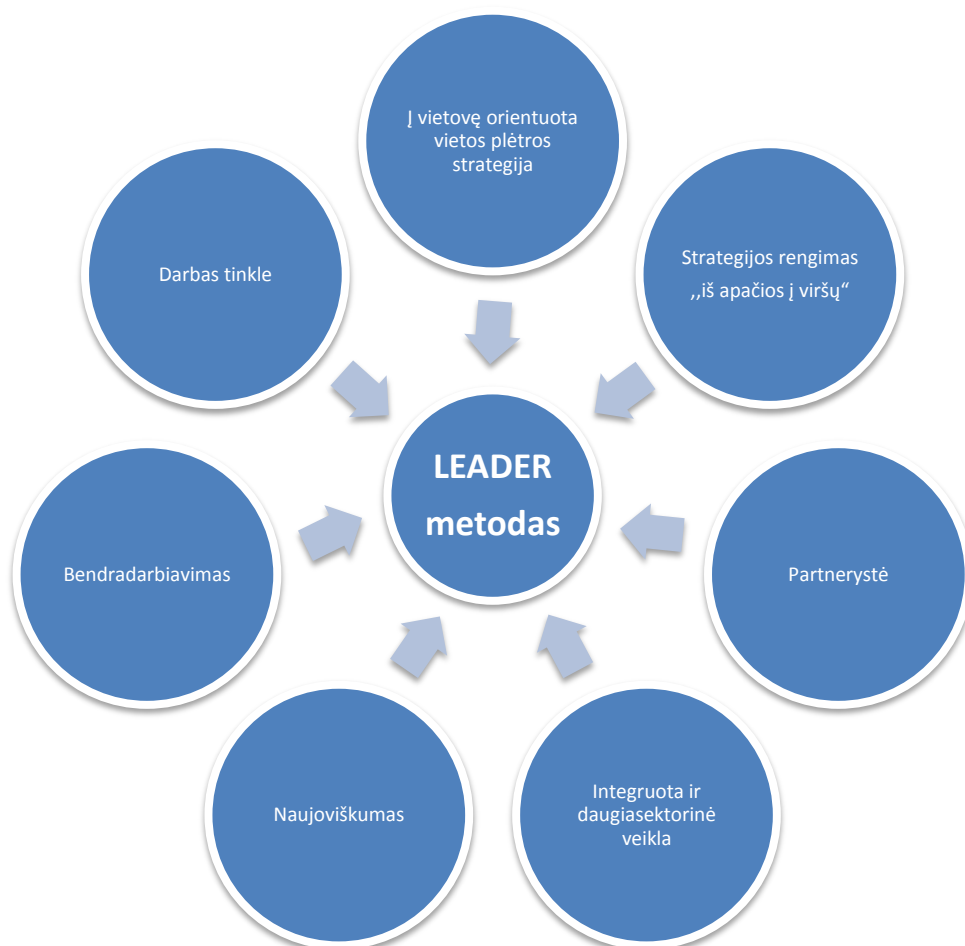 Į vietovę orientuota
vietos plėtros
strategija
Strategijos rengimas
,,iš apačios į viršų“
Partnerystė
Integruota ir
daugiasektorinė
veikla
Naujoviškumas
Bendradarbiavimas
Darbas tinkle
LEADER
metodas